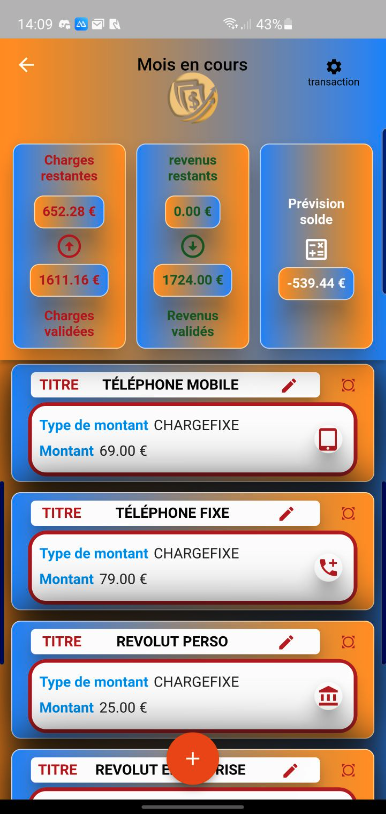 14:09 43%
Mois en cours
transaction
Charges
restantes
652.28 €
1611.16 €
Charges
validées
revenus
restants
0.00 €
1724.00 €
Revenus
validés
Prévision
solde
-539.44 €
TITRE TÉLÉPHONE MOBILE
Type de montant CHARGEFIXE
Montant 69.00 €
TITRE TÉLÉPHONE FIXE
Type de montant CHARGEFIXE
Montant 79.00 €
TITRE REVOLUT PERSO
Type de montant CHARGEFIXE
Montant 25.00 €
TITRE REVOLUT